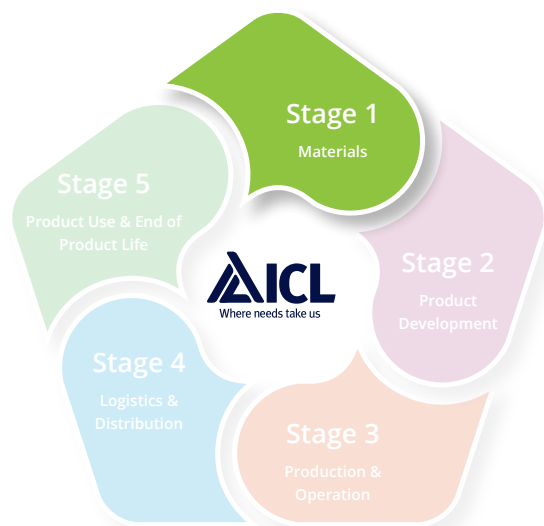 Stage 1
Materials
Stage 2
Product
Development
Stage 3
Production &
Operation
Stage 4
Logistics &
Distribution
Stage 5
Product Use & End of
Product Life
ICL
Where needs take us